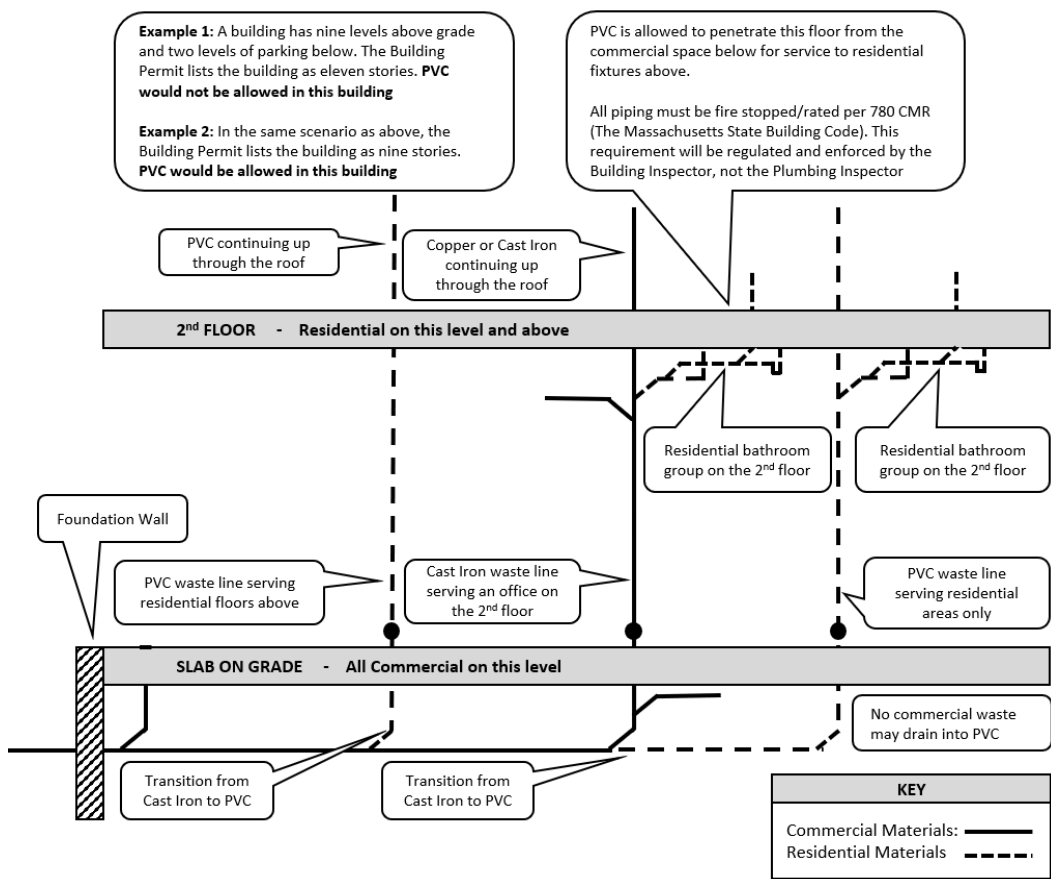 Example 1: A building has nine levels above grade
and two levels of parking below. The Building
Permit lists the building as eleven stories. PVC
would not be allowed in this building
Example 2: In the same scenario as above, the
Building Permit lists the building as nine stories.
PVC would be allowed in this building
PVC is allowed to penetrate this floor from the
commercial space below for service to residential
fixtures above.
All piping must be fire stopped/rated per 780 CMR
(The Massachusetts State Building Code). This
requirement will be regulated and enforced by the
Building Inspector, not the Plumbing Inspector
PVC continuing up
through the roof
Copper or Cast Iron
continuing up
through the roof
2nd FLOOR - Residential on this level and above
Residential bathroom
group on the 2nd floor
Residential bathroom
group on the 2nd floor
Foundation Wall
PVC waste line serving
residential floors above
Cast Iron waste line
serving an office on
the 2nd floor
PVC waste line
serving residential
areas only
SLAB ON GRADE - All Commercial on this level
No commercial waste
may drain into PVC
Transition from
Cast Iron to PVC
Transition from
Cast Iron to PVC
KEY
Commercial Materials:
Residential Materials